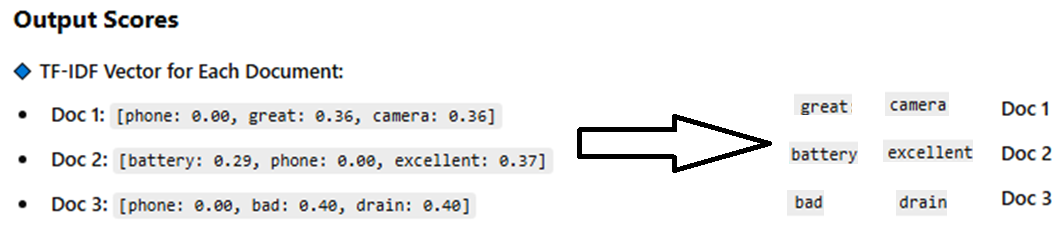 Output Scores
TF-IDF Vector for Each Document:
Doc 1: [phone: 0.00, great: 0.36, camera: 0.36]
Doc 2: [battery: 0.29, phone: 0.00, excellent: 0.37]
Doc 3: [phone: 0.00, bad: 0.40, drain: 0.40]
great camera Doc 1
battery excellent Doc 2
bad drain Doc 3